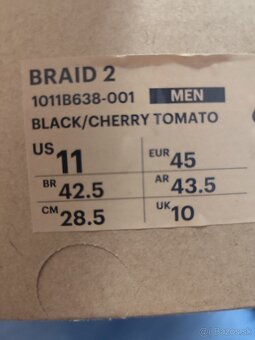 BRAID 2
1011B638-001 MEN
BLACK/CHERRY TOMATO
US 11 EUR 45
BR 42.5 AR 43.5
CM 28.5 UK 10